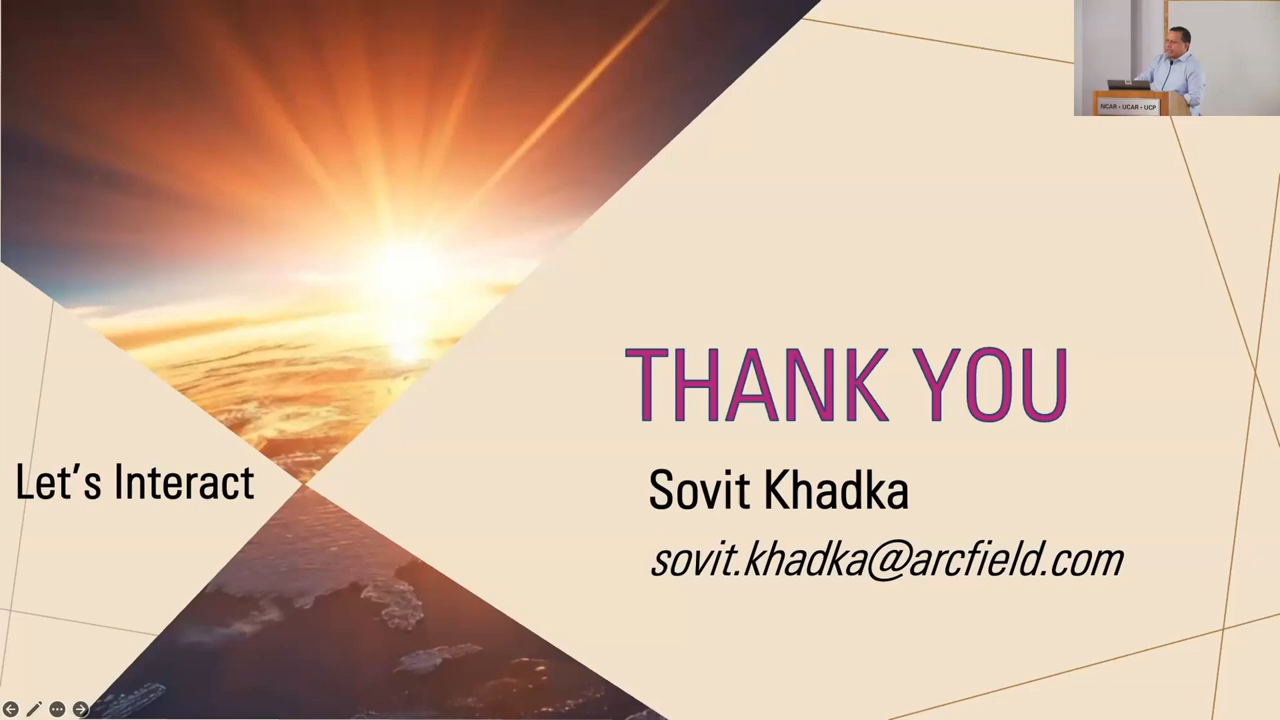 NCAR • UCAR • UCP
THANK YOU
Let's Interact
Sovit Khadka
sovit.khadka@arcfield.com